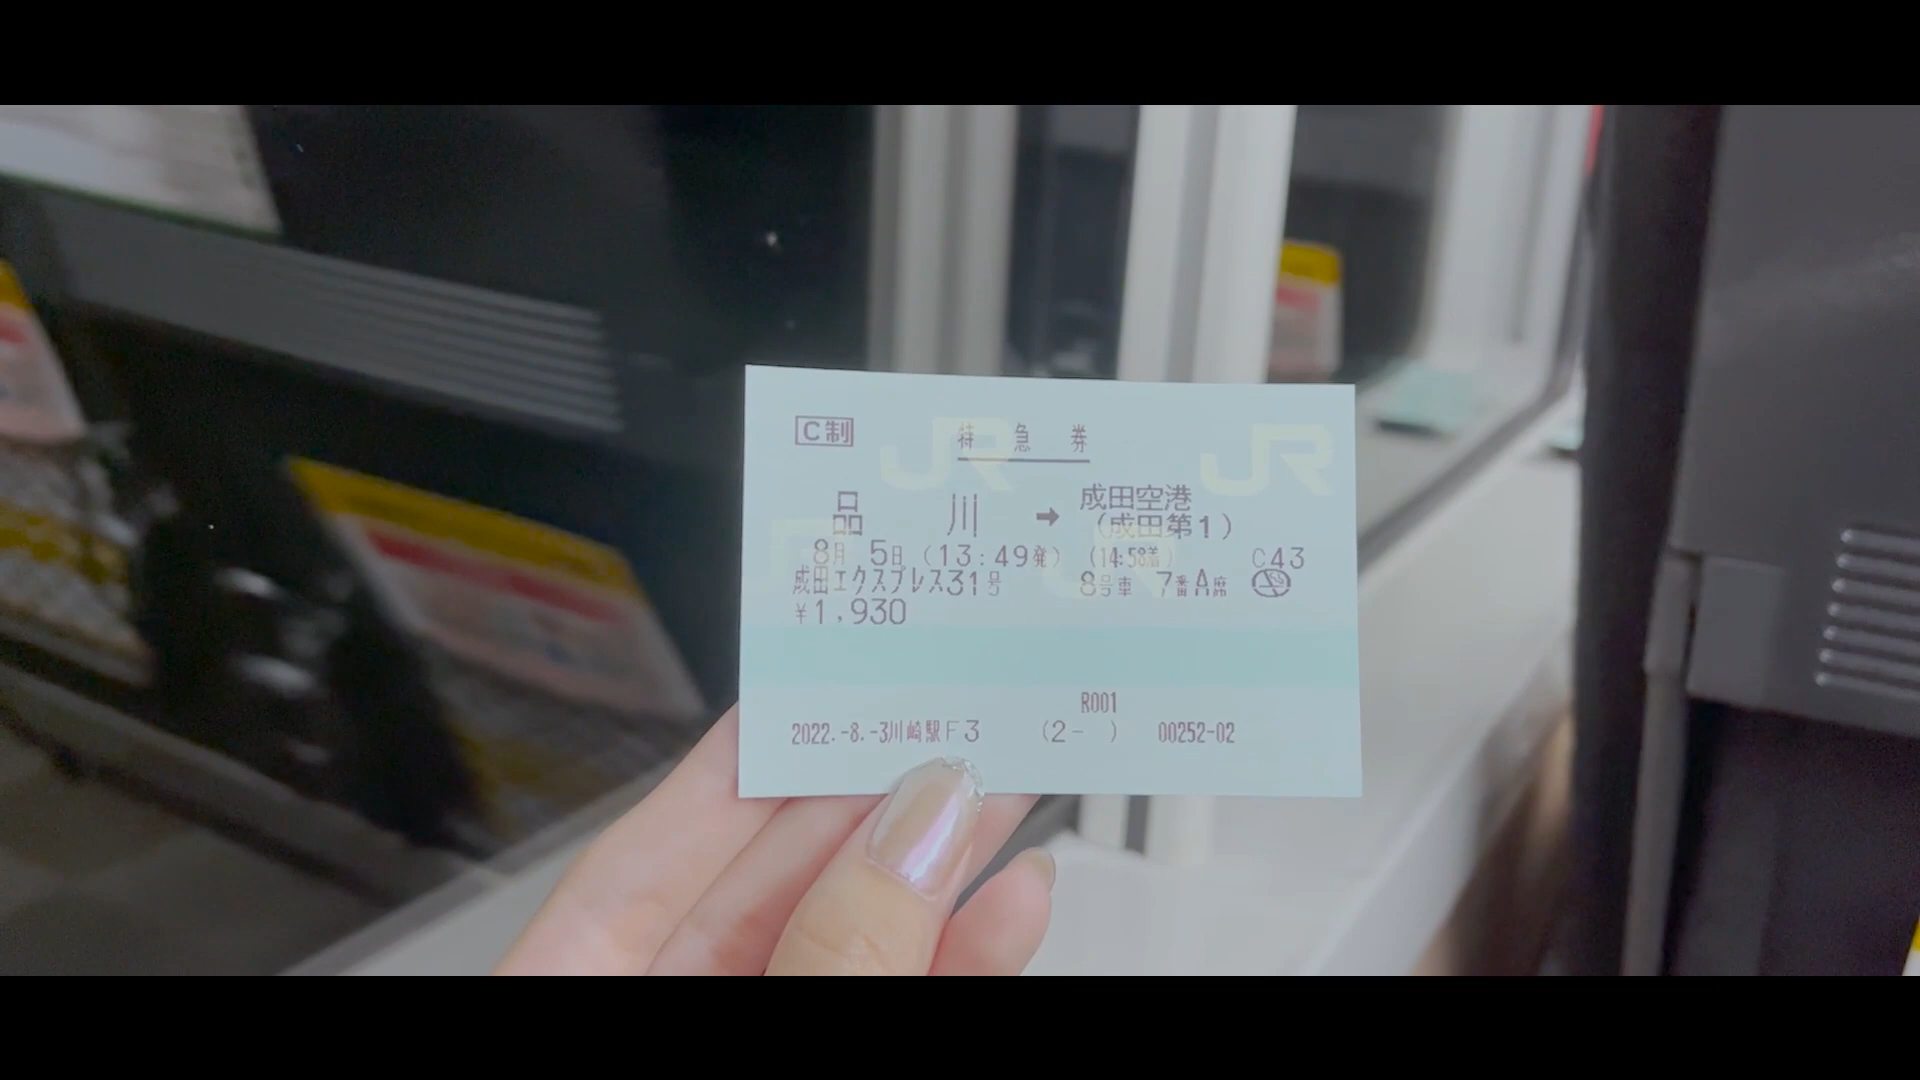 C制 特急券
品川 ➡ 成田空港
(成田第1)
8月 5日 (13:49発) (14:58着) C43
成田エクスプレス31号 8号車 7番A席
¥1,930
R001
2022.-8.-3川崎駅F3 (2- ) 00252-02
JR JR